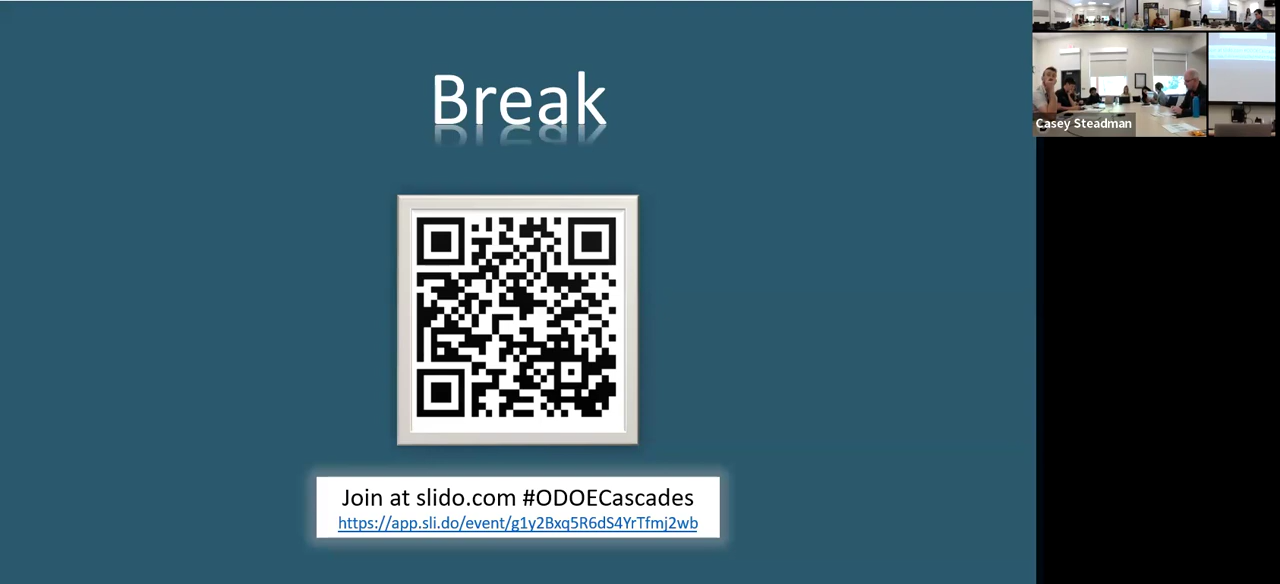 Break
Casey Steadman
Join at slido.com #ODOECascades
https://app.sli.do/event/g1y2Bxq5R6dS4YrTfmj2wb